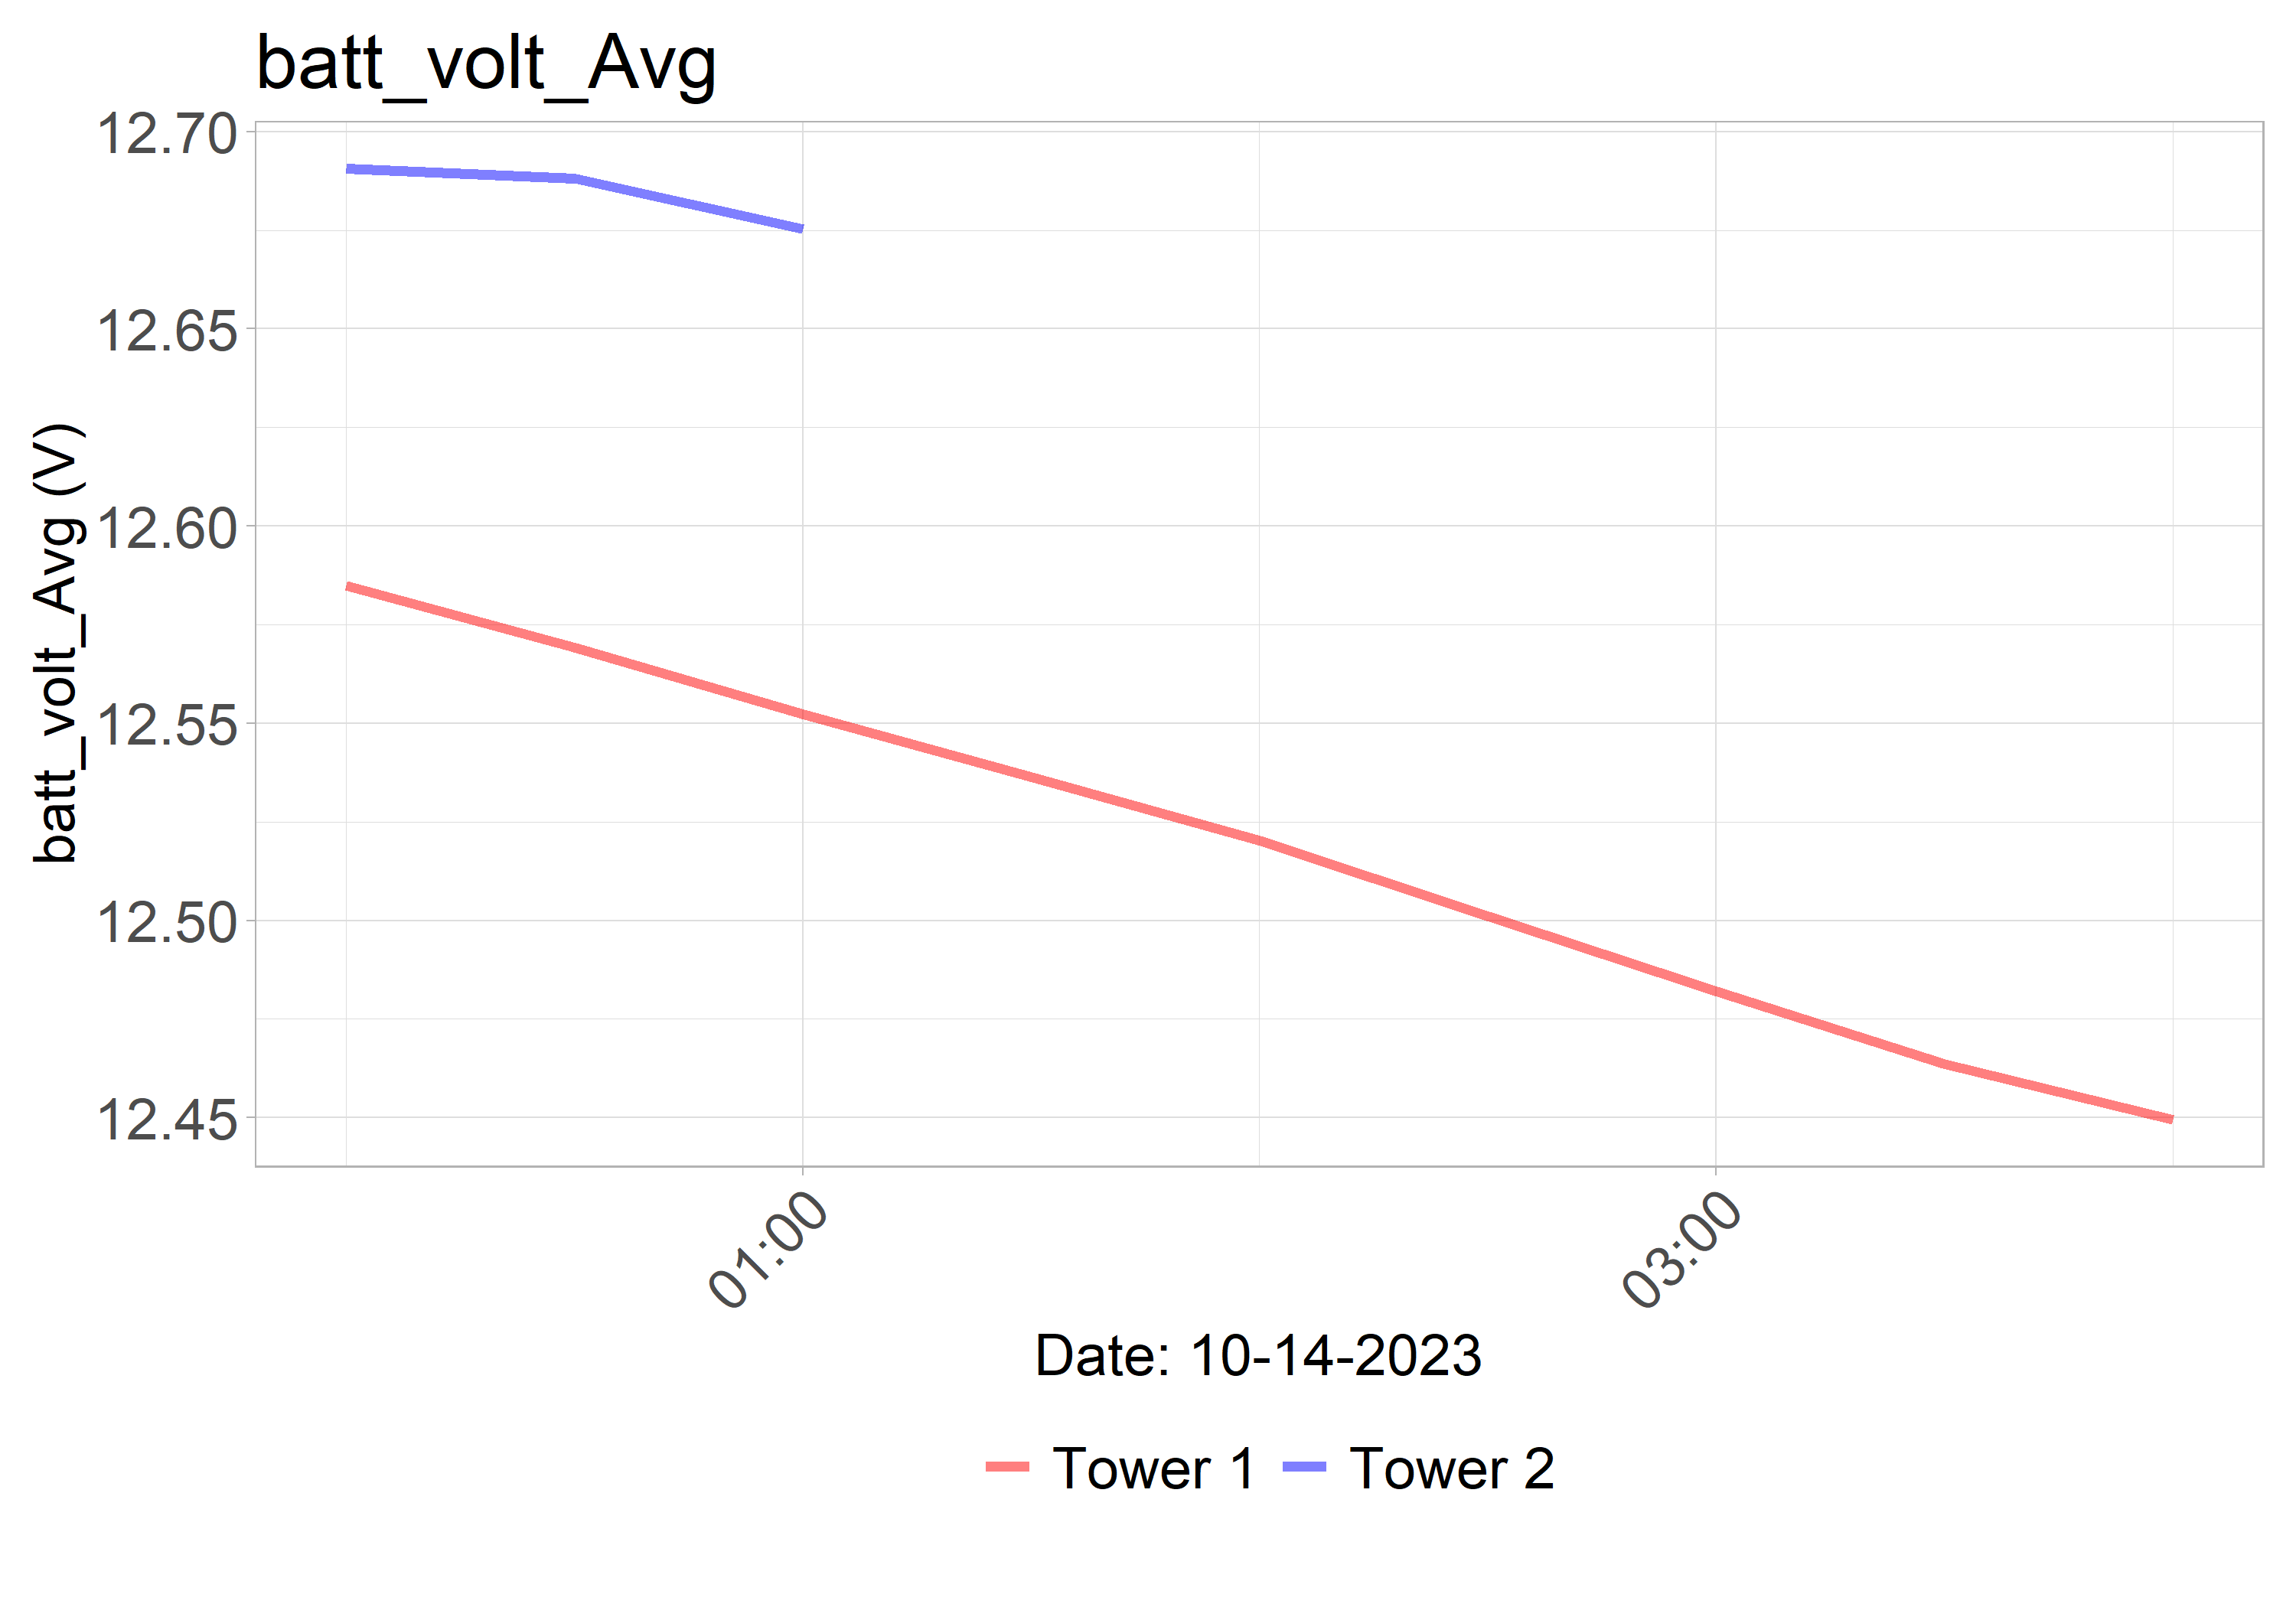 batt_volt_Avg
batt_volt_Avg (V)
12.70
12.65
12.60
12.55
12.50
12.45
01:00
03:00
Date: 10-14-2023
Tower 1
Tower 2